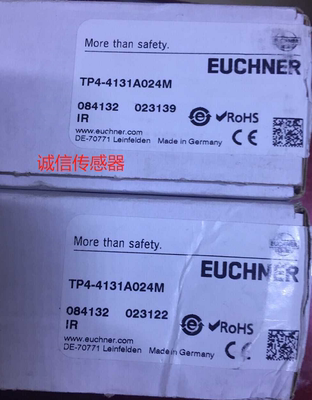 More than safety.
EUCHNER
TP4-4131A024M
084132 023139
IR
RoHS
www.euchner.com
DE-70771 Leinfelden Made in Germany
CE
诚信传感器
More than safety.
EUCHNER
TP4-4131A024M
084132 023122
IR
RoHS
www.euchner.com
DE-70771 Leinfelden Made in Germany
CE